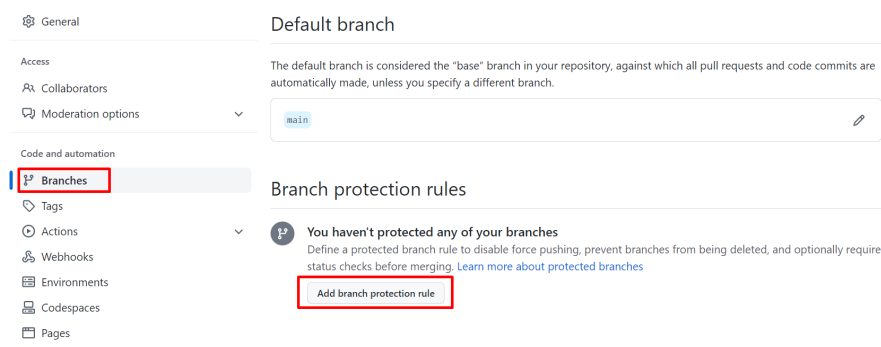 General
Access
Collaborators
Moderation options
Code and automation
Branches
Tags
Actions
Webhooks
Environments
Codespaces
Pages
Default branch
The default branch is considered the “base” branch in your repository, against which all pull requests and code commits are
automatically made, unless you specify a different branch.
main
Branch protection rules
You haven't protected any of your branches
Define a protected branch rule to disable force pushing, prevent branches from being deleted, and optionally require
status checks before merging. Learn more about protected branches
Add branch protection rule